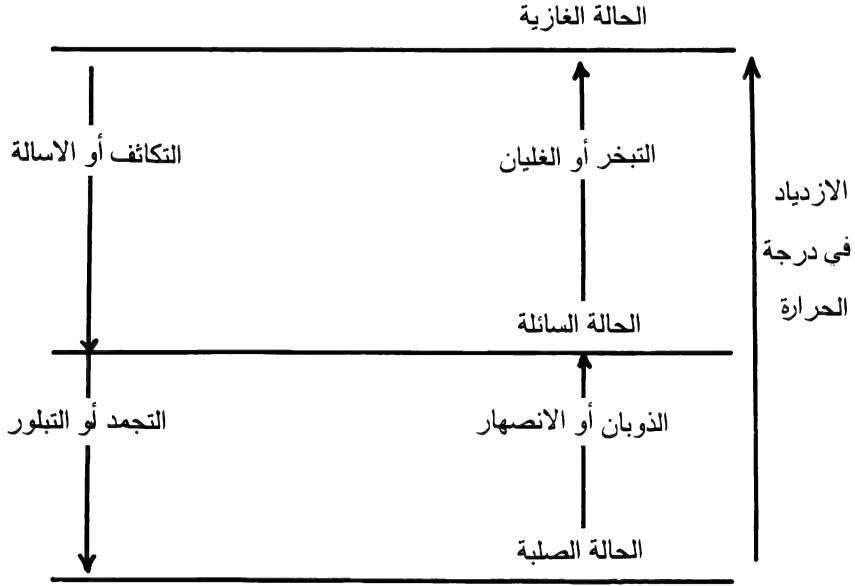 الحالة الغازية
التبخر أو الغليان
التكاثف أو الاسالة
الازدياد
في درجة
الحرارة
الحالة السائلة
الذوبان أو الانصهار
التجمد أو التبلور
الحالة الصلبة